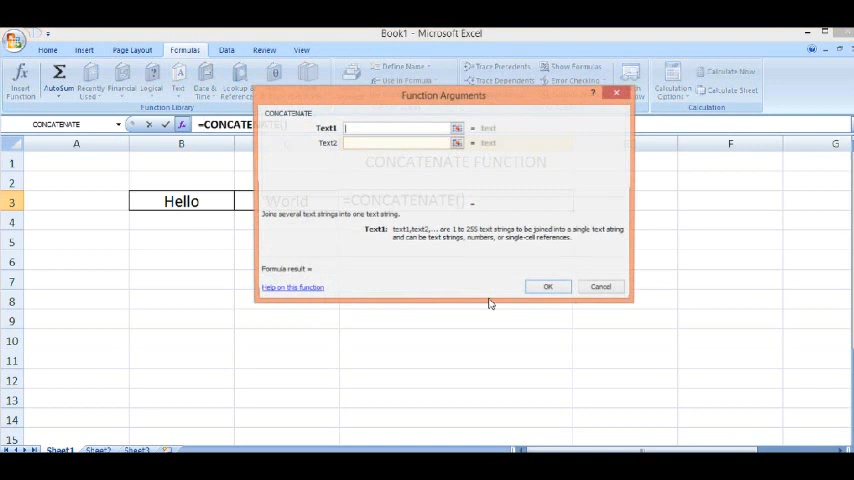 Book1 - Microsoft Excel
Home Insert Page Layout Formulas Data Review View
Insert Function
AutoSum
Recently Used
Financial
Logical
Text
Date & Time
Lookup & Reference
Define Name
Use in Formula
Trace Precedents
Trace Dependents
Show Formulas
Error Checking
Calculation Options
Calculate Now
Calculate Sheet
Function Library
Calculation
CONCATENATE
=CONCATENATE()
Function Arguments
CONCATENATE
Text1 = text
Text2 = text
=
Joins several text strings into one text string.
Text1: text1,text2,... are 1 to 255 text strings to be joined into a single text string
and can be text strings, numbers, or single-cell references.
Formula result =
Help on this function
OK Cancel
A B F G
1 CONCATENATE FUNCTION
2
3 Hello World =CONCATENATE()
4
5
6
7
8
9
10
11
12
13
14
15
Sheet1 Sheet2 Sheet3